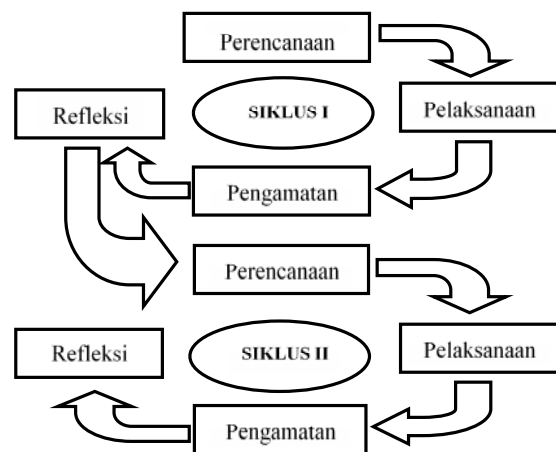 Perencanaan
Refleksi
SIKLUS I
Pelaksanaan
Pengamatan
Perencanaan
Refleksi
SIKLUS II
Pelaksanaan
Pengamatan